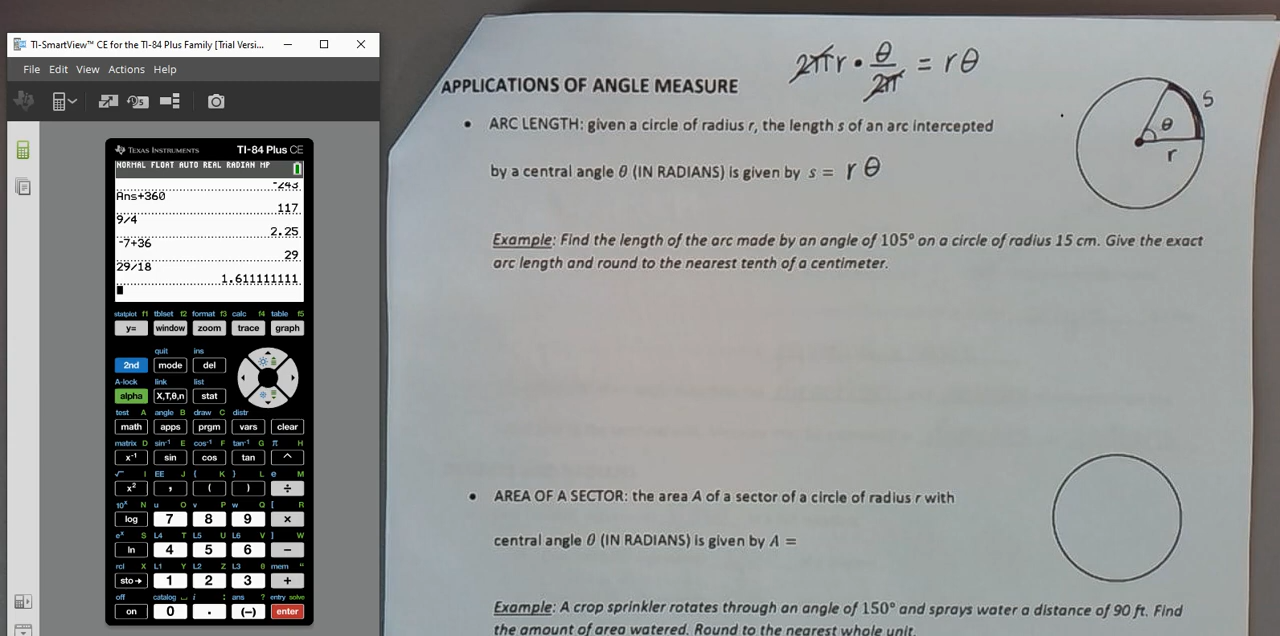 TI-SmartView™ CE for the TI-84 Plus Family [Trial Versi...
File Edit View Actions Help
TEXAS INSTRUMENTS TI-84 Plus CE
NORMAL FLOAT AUTO REAL RADIAN MP
-243
Ans+360
117
9/4
2.25
-7+36
29
29/18
1.611111111
statplot f1 tblset f2 format f3 calc f4 table f5
y= window zoom trace graph
quit ins
2nd mode del
A-lock link list
alpha X,T,θ,n stat
test A angle B draw C distr
math apps prgm vars clear
matrix D sin-1 E cos-1 F tan-1 G π H
x-1 sin cos tan ^
√ I EE J { K } L e M
x² , ( ) ÷
10ˣ N u O v P w Q [ R
log 7 8 9 ×
eˣ S L4 T L5 U L6 V ] W
ln 4 5 6 −
rcl X L1 Y L2 Z L3 θ mem "
sto→ 1 2 3 +
off catalog i : ans ? entry solve
on 0 . (-) enter
2πr • θ/2π = rθ
APPLICATIONS OF ANGLE MEASURE
S
θ
r
• ARC LENGTH: given a circle of radius r, the length s of an arc intercepted
by a central angle θ (IN RADIANS) is given by s = rθ
Example: Find the length of the arc made by an angle of 105° on a circle of radius 15 cm. Give the exact
arc length and round to the nearest tenth of a centimeter.
• AREA OF A SECTOR: the area A of a sector of a circle of radius r with
central angle θ (IN RADIANS) is given by A =
Example: A crop sprinkler rotates through an angle of 150° and sprays water a distance of 90 ft. Find
the amount of area watered. Round to the nearest whole unit.